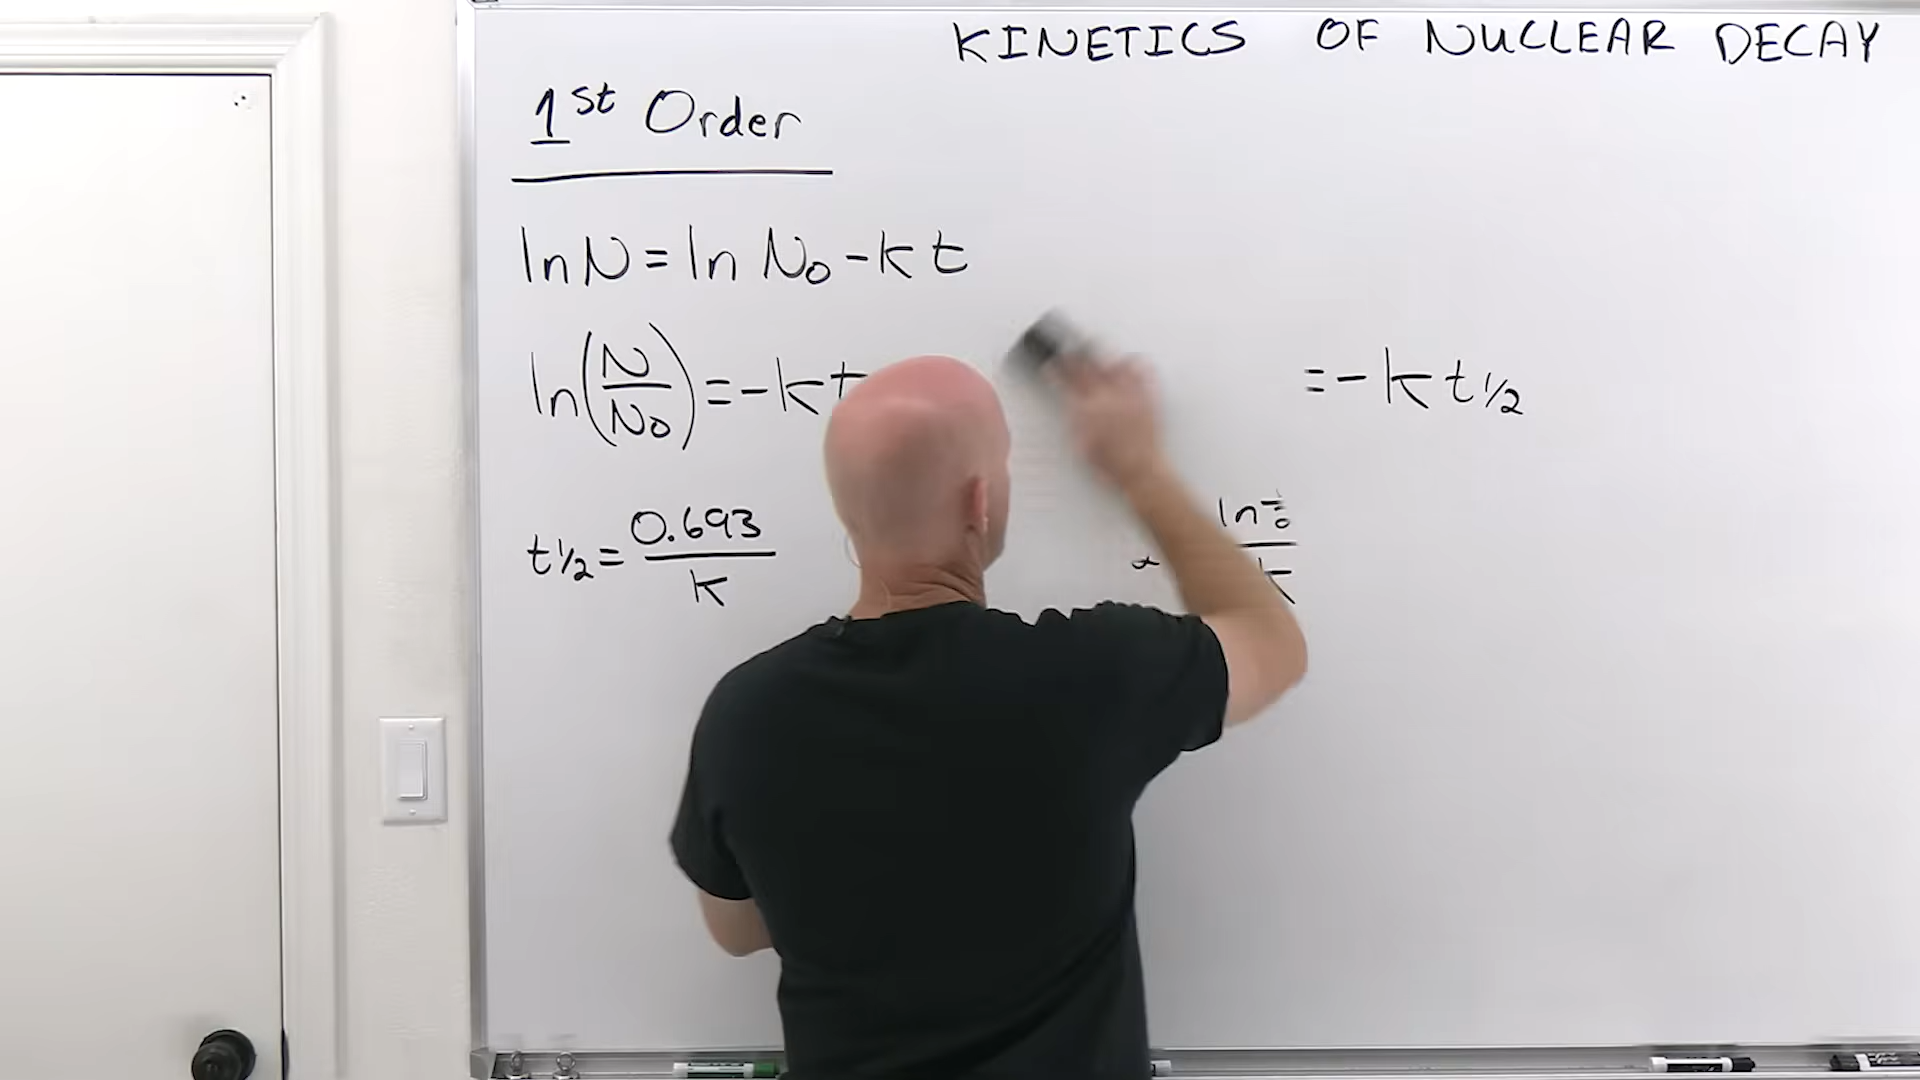 KINETICS OF NUCLEAR DECAY
1st Order
ln N = ln N₀ - kt
ln(N/N₀) = -kt
= -kt½
t½ = 0.693/k
ln